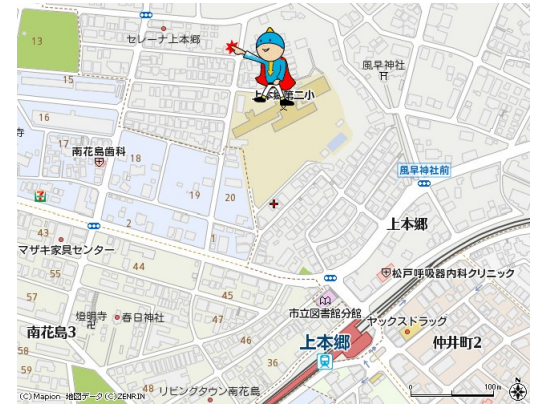 13
セレーナ上本郷
風早神社
上本郷第二小
15
16
17
18
南花島歯科
19
20
風早神社前
2
1
43
マザキ家具センター
上本郷
44
松戸呼吸器内科クリニック
55
45
57
燈明寺
春日神社
46
市立図書館分館
ヤックスドラッグ
47
南花島3
上本郷
仲井町2
52
36
48
リビングタウン南花島
0
100m
(C)Mapion 地図データ(C)ZENRIN